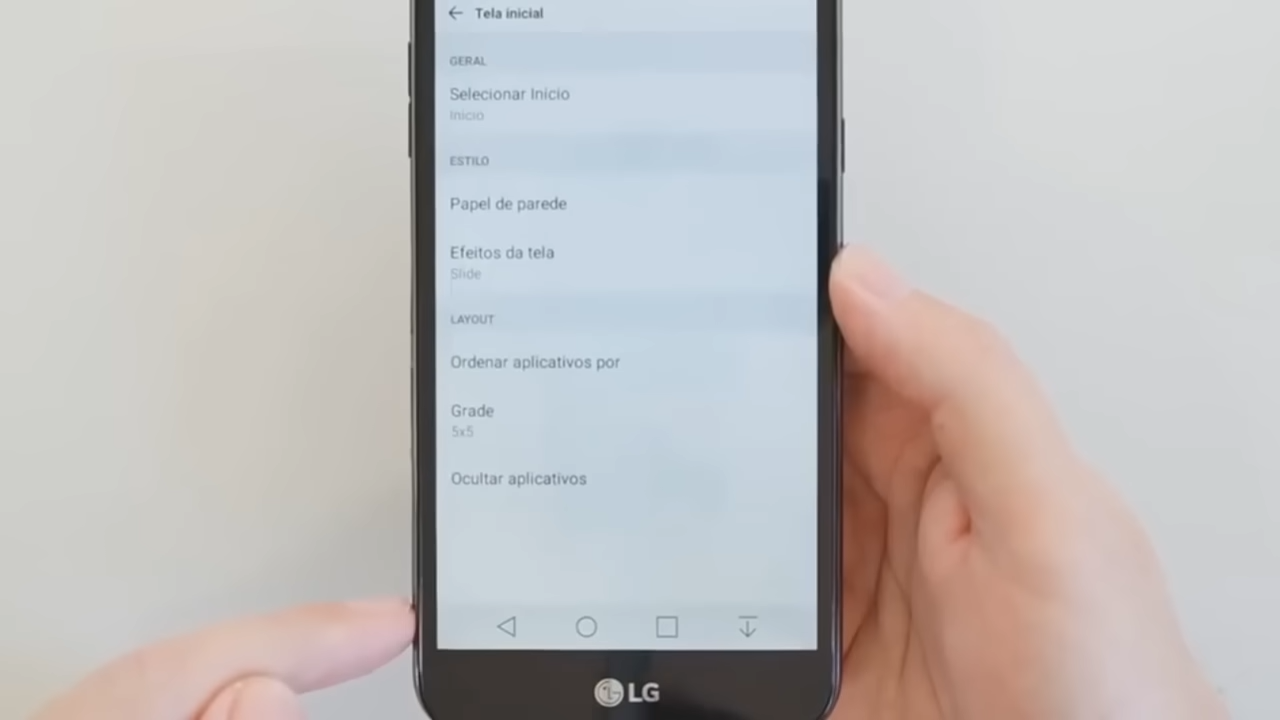 Tela inicial
GERAL
Selecionar Início
Início
ESTILO
Papel de parede
Efeitos da tela
Slide
LAYOUT
Ordenar aplicativos por
Grade
5x5
Ocultar aplicativos
LG